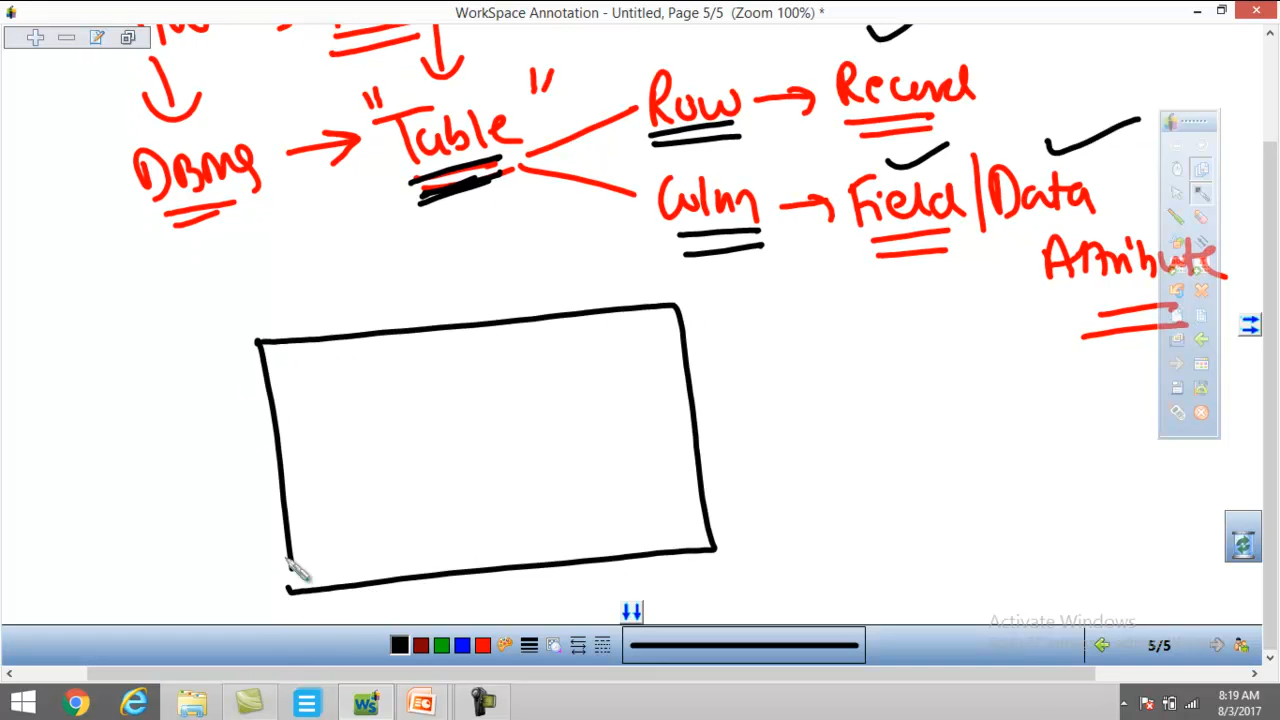 WorkSpace Annotation - Untitled, Page 5/5 (Zoom 100%) *
" Table "
Row → Record
DBMS →
Colm → Field/Data
Attribute
Activate Windows
5/5
8:19 AM
8/3/2017